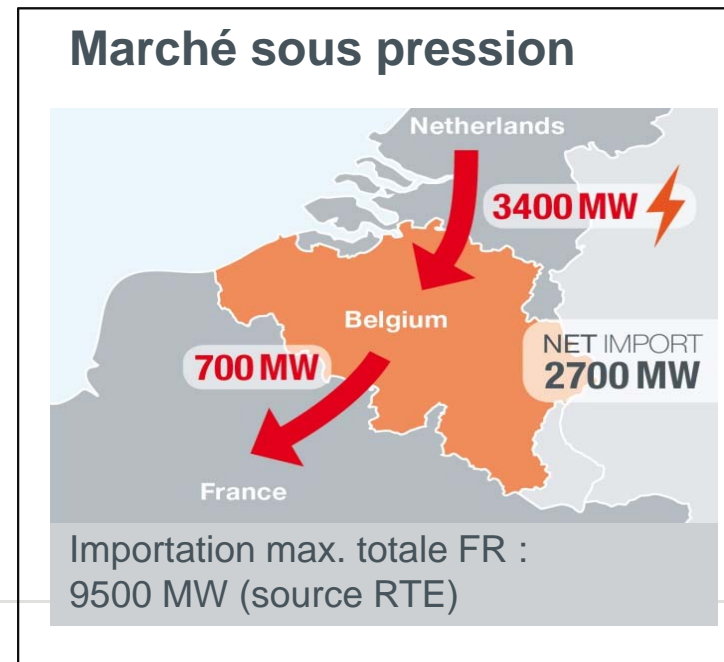 Marché sous pression
Netherlands
3400 MW
Belgium
NET IMPORT
2700 MW
700 MW
France
Importation max. totale FR :
9500 MW (source RTE)